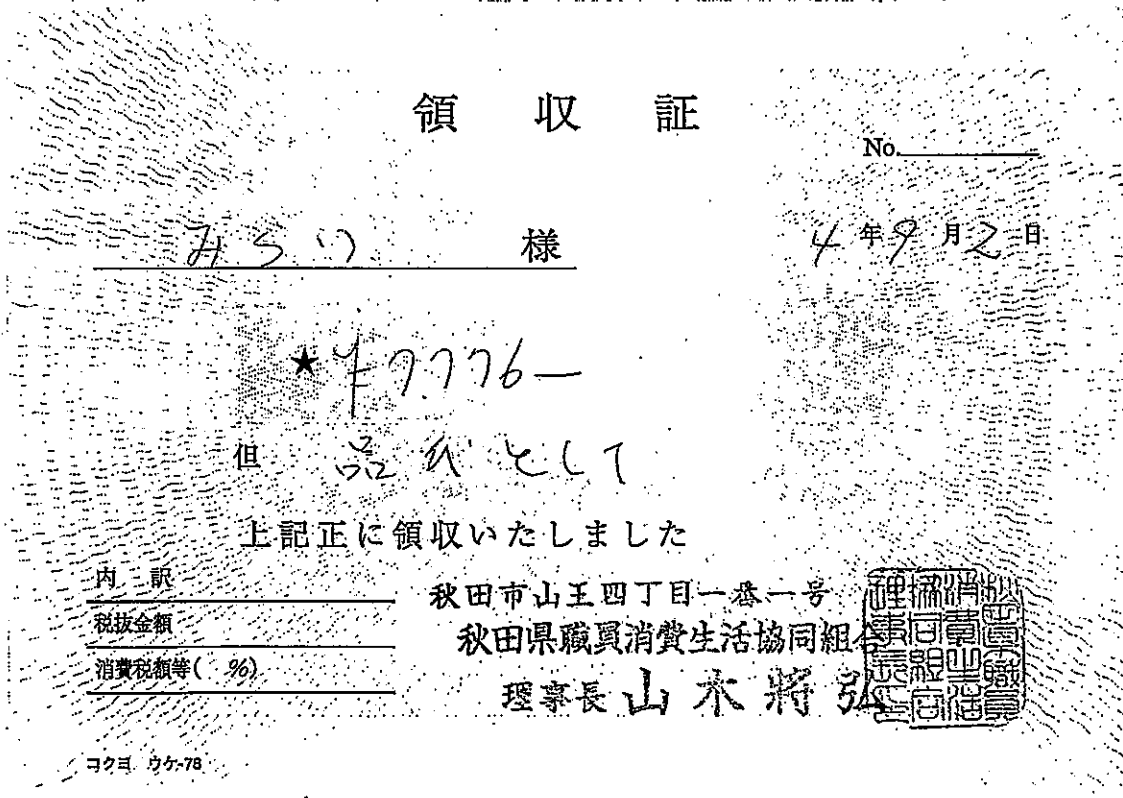 領収証
No.
みらい 様
4年9月2日
★¥7,776―
但 品代として
上記正に領収いたしました
内訳
税抜金額
消費税額等( %)
秋田市山王四丁目一番一号
秋田県職員消費生活協同組合
理事長 山木將弘
コクヨ ウケ-78